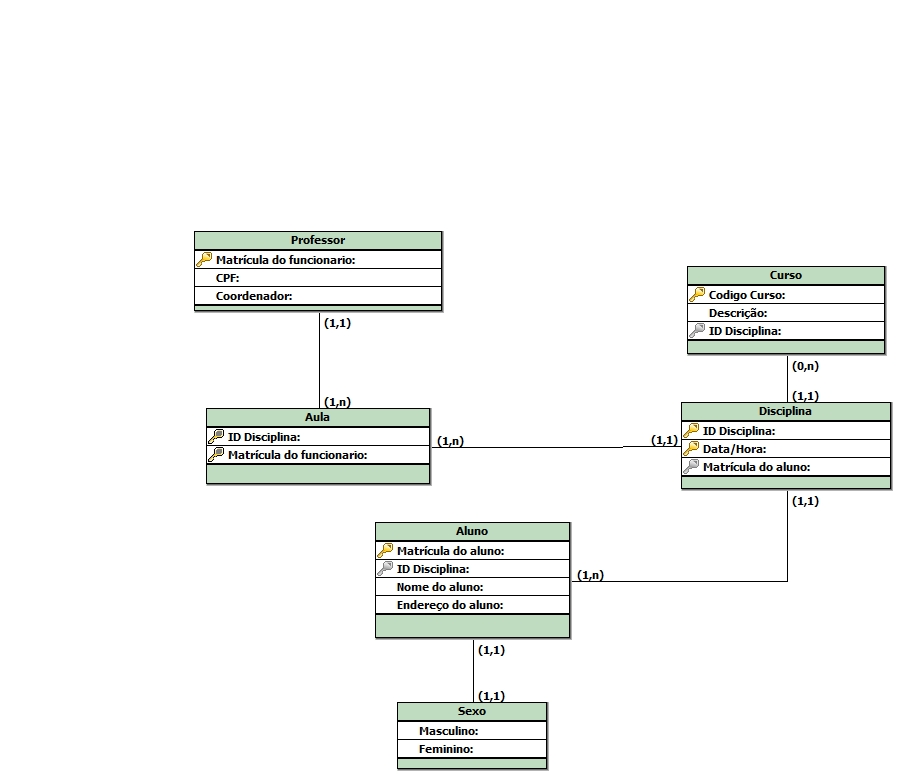 Professor
Matrícula do funcionario:
CPF:
Coordenador:
(1,1)
Curso
Codigo Curso:
Descrição:
ID Disciplina:
(0,n)
(1,1)
(1,n)
Aula
ID Disciplina:
Matrícula do funcionario:
(1,n)
(1,1)
Disciplina
ID Disciplina:
Data/Hora:
Matrícula do aluno:
(1,1)
Aluno
Matrícula do aluno:
ID Disciplina:
Nome do aluno:
Endereço do aluno:
(1,n)
(1,1)
(1,1)
Sexo
Masculino:
Feminino: